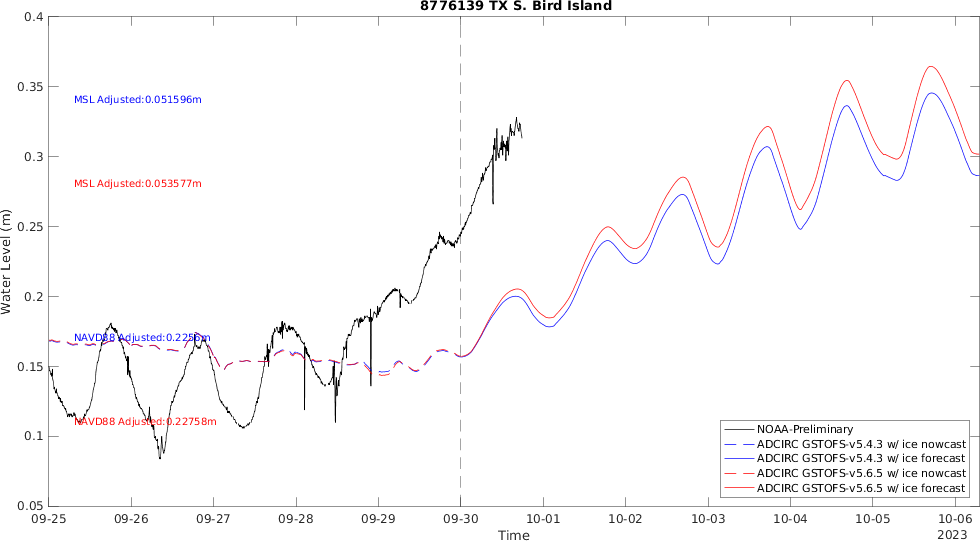 8776139 TX S. Bird Island
0.4
0.35
0.3
0.25
0.2
0.15
0.1
0.05
Water Level (m)
MSL Adjusted:0.051596m
MSL Adjusted:0.053577m
NAVD88 Adjusted:0.2256m
NAVD88 Adjusted:0.22758m
NOAA-Preliminary
ADCIRC GSTOFS-v5.4.3 w/ ice nowcast
ADCIRC GSTOFS-v5.4.3 w/ ice forecast
ADCIRC GSTOFS-v5.6.5 w/ ice nowcast
ADCIRC GSTOFS-v5.6.5 w/ ice forecast
09-25 09-26 09-27 09-28 09-29 09-30 10-01 10-02 10-03 10-04 10-05 10-06
2023
Time